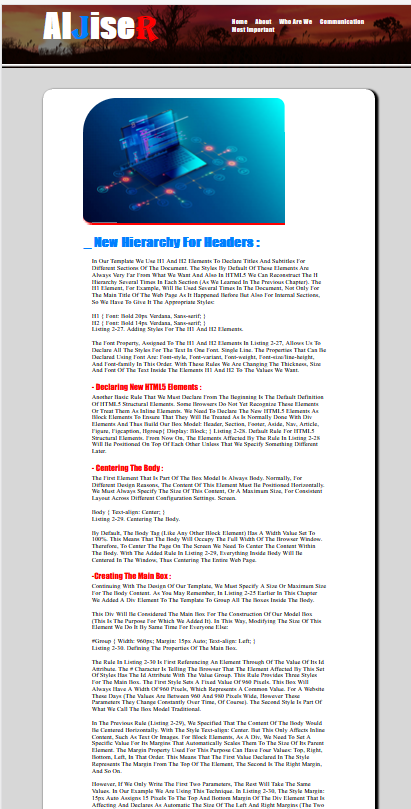 AlJiseR
Home About Who Are We Communication
Most Important
_ New Hierarchy For Headers :
In Our Template We Use H1 And H2 Elements To Declare Titles And Subtitles For
Different Sections Of The Document. The Styles By Default Of These Elements Are
Always Very Far From What We Want And Also In HTML5 We Can Reconstruct The H
Hierarchy Several Times In Each Section (As We Learned In The Previous Chapter). The
H1 Element, For Example, Will Be Used Several Times In The Document, Not Only For
The Main Title Of The Web Page As It Happened Before But Also For Internal Sections,
So We Have To Give It The Appropriate Styles:
H1 { Font: Bold 20px Verdana, Sans-serif; }
H2 { Font: Bold 14px Verdana, Sans-serif; }
Listing 2-27. Adding Styles For The H1 And H2 Elements.
The Font Property, Assigned To The H1 And H2 Elements In Listing 2-27, Allows Us To
Declare All The Styles For The Text In One Font. Single Line. The Properties That Can Be
Declared Using Font Are: Font-style, Font-variant, Font-weight, Font-size/line-height,
And Font-family In This Order. With These Rules We Are Changing The Thickness, Size
And Font Of The Text Inside The Elements H1 And H2 To The Values We Want.
- Declaring New HTML5 Elements :
Another Basic Rule That We Must Declare From The Beginning Is The Default Definition
Of HTML5 Structural Elements. Some Browsers Do Not Yet Recognize These Elements
Or Treat Them As Inline Elements. We Need To Declare The New HTML5 Elements As
Block Elements To Ensure That They Will Be Treated As Is Normally Done With Div
Elements And Thus Build Our Box Model: Header, Section, Footer, Aside, Nav, Article,
Figure, Figcaption, Hgroup{ Display: Block; } Listing 2-28. Default Rule For HTML5
Structural Elements. From Now On, The Elements Affected By The Rule In Listing 2-28
Will Be Positioned On Top Of Each Other Unless That We Specify Something Different
Later.
- Centering The Body :
The First Element That Is Part Of The Box Model Is Always Body. Normally, For
Different Design Reasons, The Content Of This Element Must Be Positioned Horizontally.
We Must Always Specify The Size Of This Content, Or A Maximum Size, For Consistent
Layout Across Different Configuration Settings. Screen.
Body { Text-align: Center; }
Listing 2-29. Centering The Body.
By Default, The Body Tag (Like Any Other Block Element) Has A Width Value Set To
100%. This Means That The Body Will Occupy The Full Width Of The Browser Window.
Therefore, To Center The Page On The Screen We Need To Center The Content Within
The Body. With The Added Rule In Listing 2-29, Everything Inside Body Will Be
Centered In The Window, Thus Centering The Entire Web Page.
-Creating The Main Box :
Continuing With The Design Of Our Template, We Must Specify A Size Or Maximum Size
For The Body Content. As You May Remember, In Listing 2-25 Earlier In This Chapter
We Added A Div Element To The Template To Group All The Boxes Inside The Body.
This Div Will Be Considered The Main Box For The Construction Of Our Model Box
(This Is The Purpose For Which We Added It). In This Way, Modifying The Size Of This
Element We Do It By Same Time For Everyone Else:
#Group { Width: 960px; Margin: 15px Auto; Text-align: Left; }
Listing 2-30. Defining The Properties Of The Main Box.
The Rule In Listing 2-30 Is First Referencing An Element Through Of The Value Of Its Id
Attribute. The # Character Is Telling The Browser That The Element Affected By This Set
Of Styles Has The Id Attribute With The Value Group. This Rule Provides Three Styles
For The Main Box. The First Style Sets A Fixed Value Of 960 Pixels. This Box Will
Always Have A Width Of 960 Pixels, Which Represents A Common Value. For A Website
These Days (The Values Are Between 960 And 980 Pixels Wide, However These
Parameters They Change Constantly Over Time, Of Course). The Second Style Is Part Of
What We Call The Box Model Traditional.
In The Previous Rule (Listing 2-29), We Specified That The Content Of The Body Would
Be Centered Horizontally. With The Style Text-align: Center. But This Only Affects Inline
Content, Such As Text Or Images. For Block Elements, As A Div, We Need To Set A
Specific Value For Its Margins That Automatically Scales Them To The Size Of Its Parent
Element. The Margin Property Used For This Purpose Can Have Four Values: Top, Right,
Bottom, Left, In That Order. This Means That The First Value Declared In The Style
Represents The Margin From The Top Of The Element, The Second Is The Right Margin,
And So On.
However, If We Only Write The First Two Parameters, The Rest Will Take The Same
Values. In Our Example We Are Using This Technique. In Listing 2-30, The Style Margin:
15px Auto Assigns 15 Pixels To The Top And Bottom Margin Of The Div Element That Is
Affecting And Declares As Automatic The Size Of The Left And Right Margins (The Two